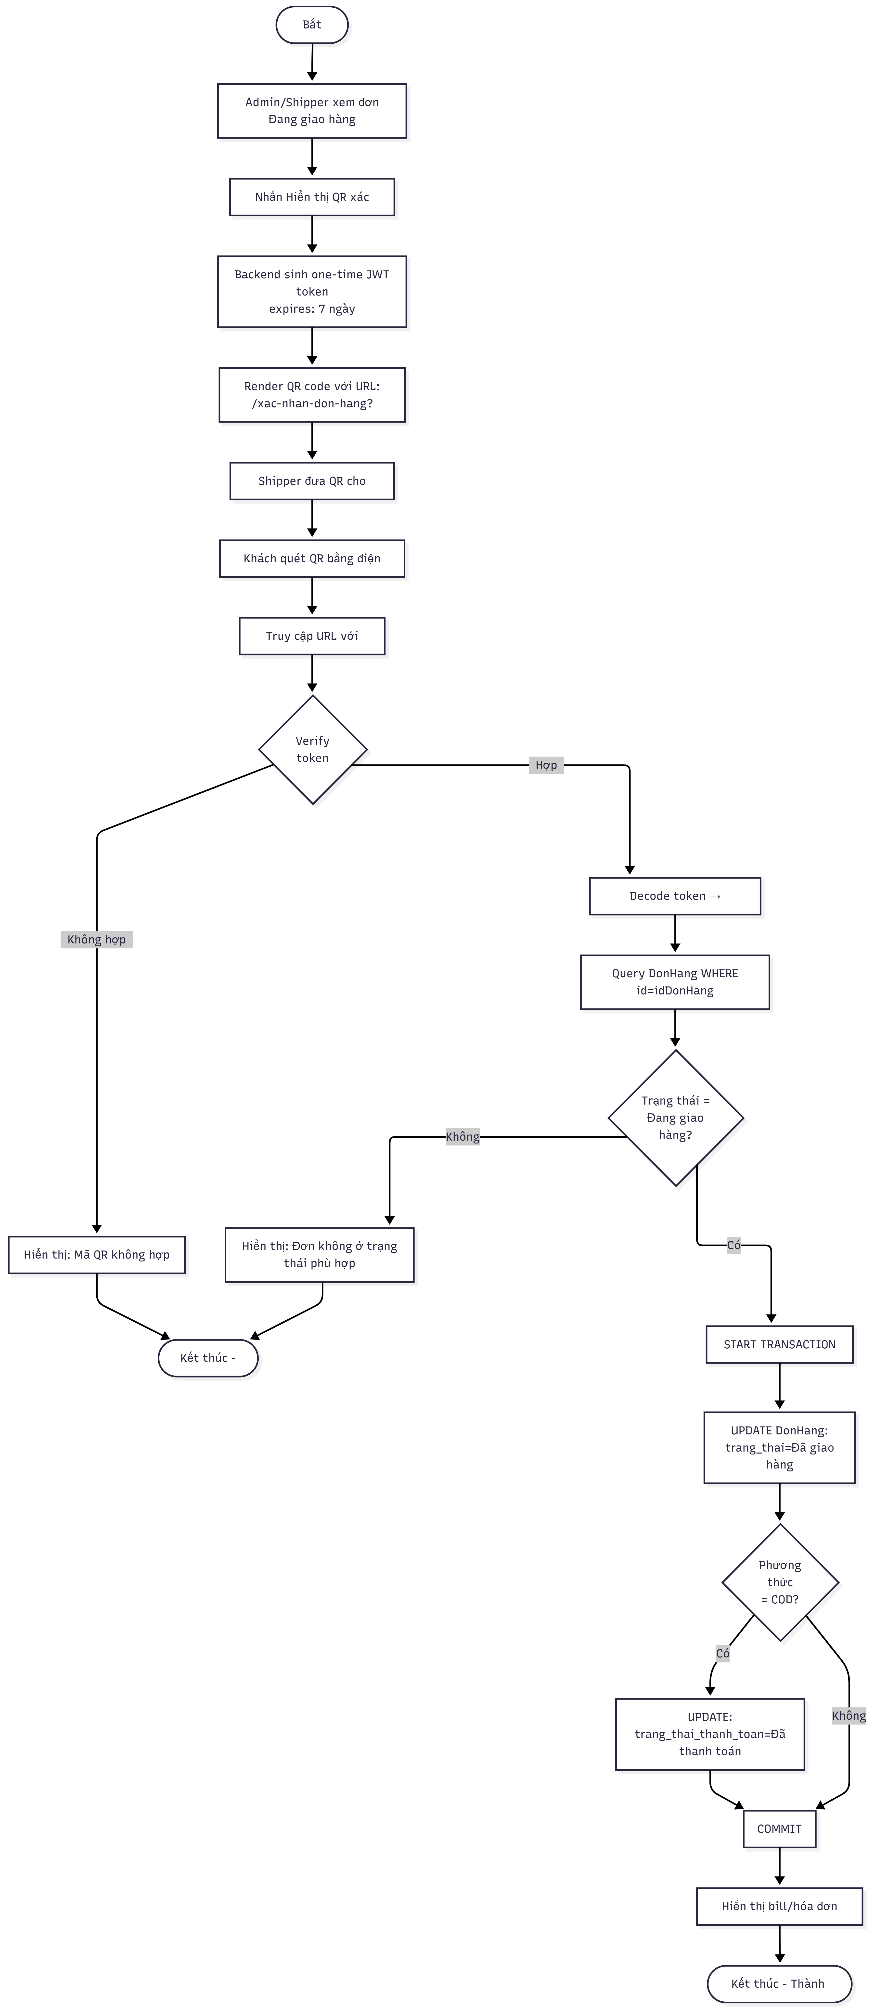 Bắt
Admin/Shipper xem đơn
Đang giao hàng
Nhấn Hiển thị QR xác
Backend sinh one-time JWT
token
expires: 7 ngày
Render QR code với URL:
/xac-nhan-don-hang?
Shipper đưa QR cho
Khách quét QR bằng điện
Truy cập URL với
Verify
token
Hợp
Decode token →
Không hợp
Query DonHang WHERE
id=idDonHang
Trạng thái =
Đang giao
hàng?
Không
Hiển thị: Mã QR không hợp
Hiển thị: Đơn không ở trạng
thái phù hợp
Có
Kết thúc -
START TRANSACTION
UPDATE DonHang:
trang_thai=Đã giao
hàng
Phương
thức
= COD?
Có
Không
UPDATE:
trang_thai_thanh_toan=Đã
thanh toán
COMMIT
Hiển thị bill/hóa đơn
Kết thúc - Thành